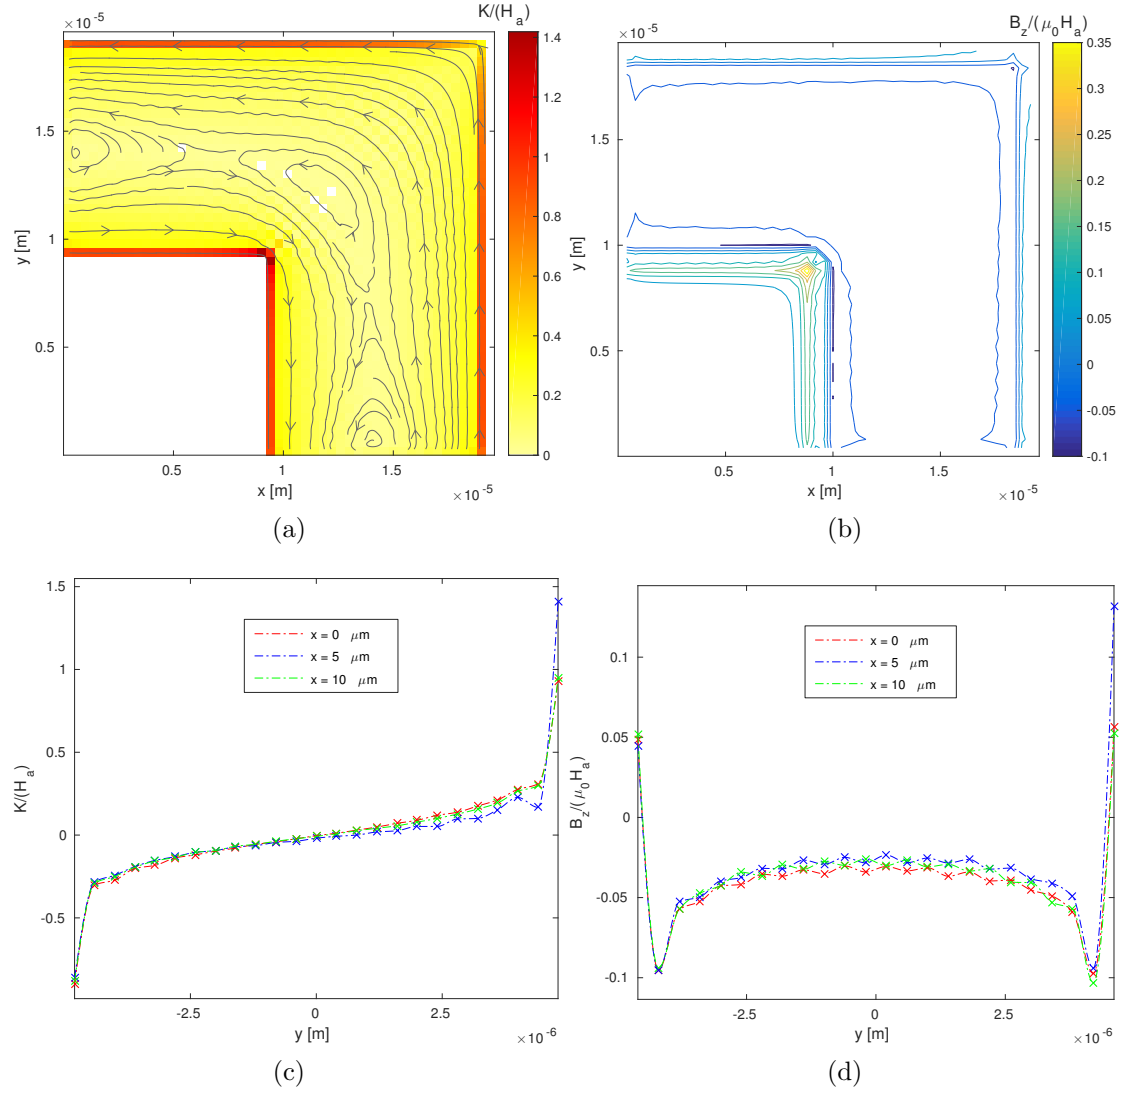 ×10⁻⁵
K/(H_a)
1.5
1
0.5
y [m]
0.5
1
1.5
x [m]
×10⁻⁵
1.4
1.2
1
0.8
0.6
0.4
0.2
0
(a)
×10⁻⁵
B_z/(μ₀H_a)
1.5
1
0.5
y [m]
0.5
1
1.5
x [m]
×10⁻⁵
0.35
0.3
0.25
0.2
0.15
0.1
0.05
0
-0.05
-0.1
(b)
1.5
1
0.5
0
-0.5
K/(H_a)
x = 0 μm
x = 5 μm
x = 10 μm
-2.5
0
2.5
y [m]
×10⁻⁶
(c)
0.1
0.05
0
-0.05
-0.1
B_z/(μ₀H_a)
x = 0 μm
x = 5 μm
x = 10 μm
-2.5
0
2.5
y [m]
×10⁻⁶
(d)